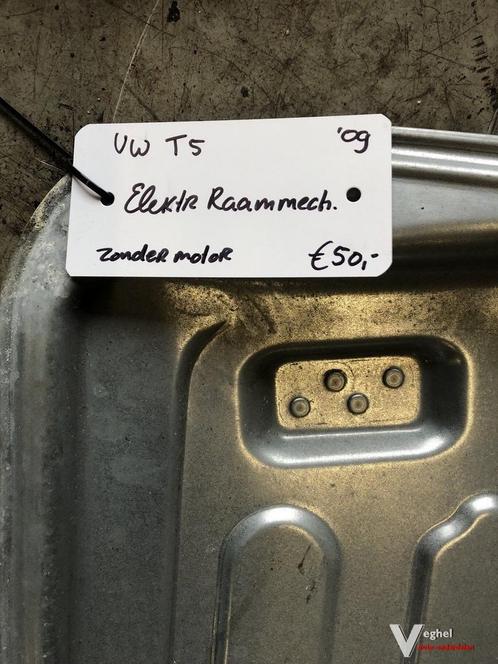 VW T5 '09
Elektr Raammech.
zonder motor €50,-
Veghel